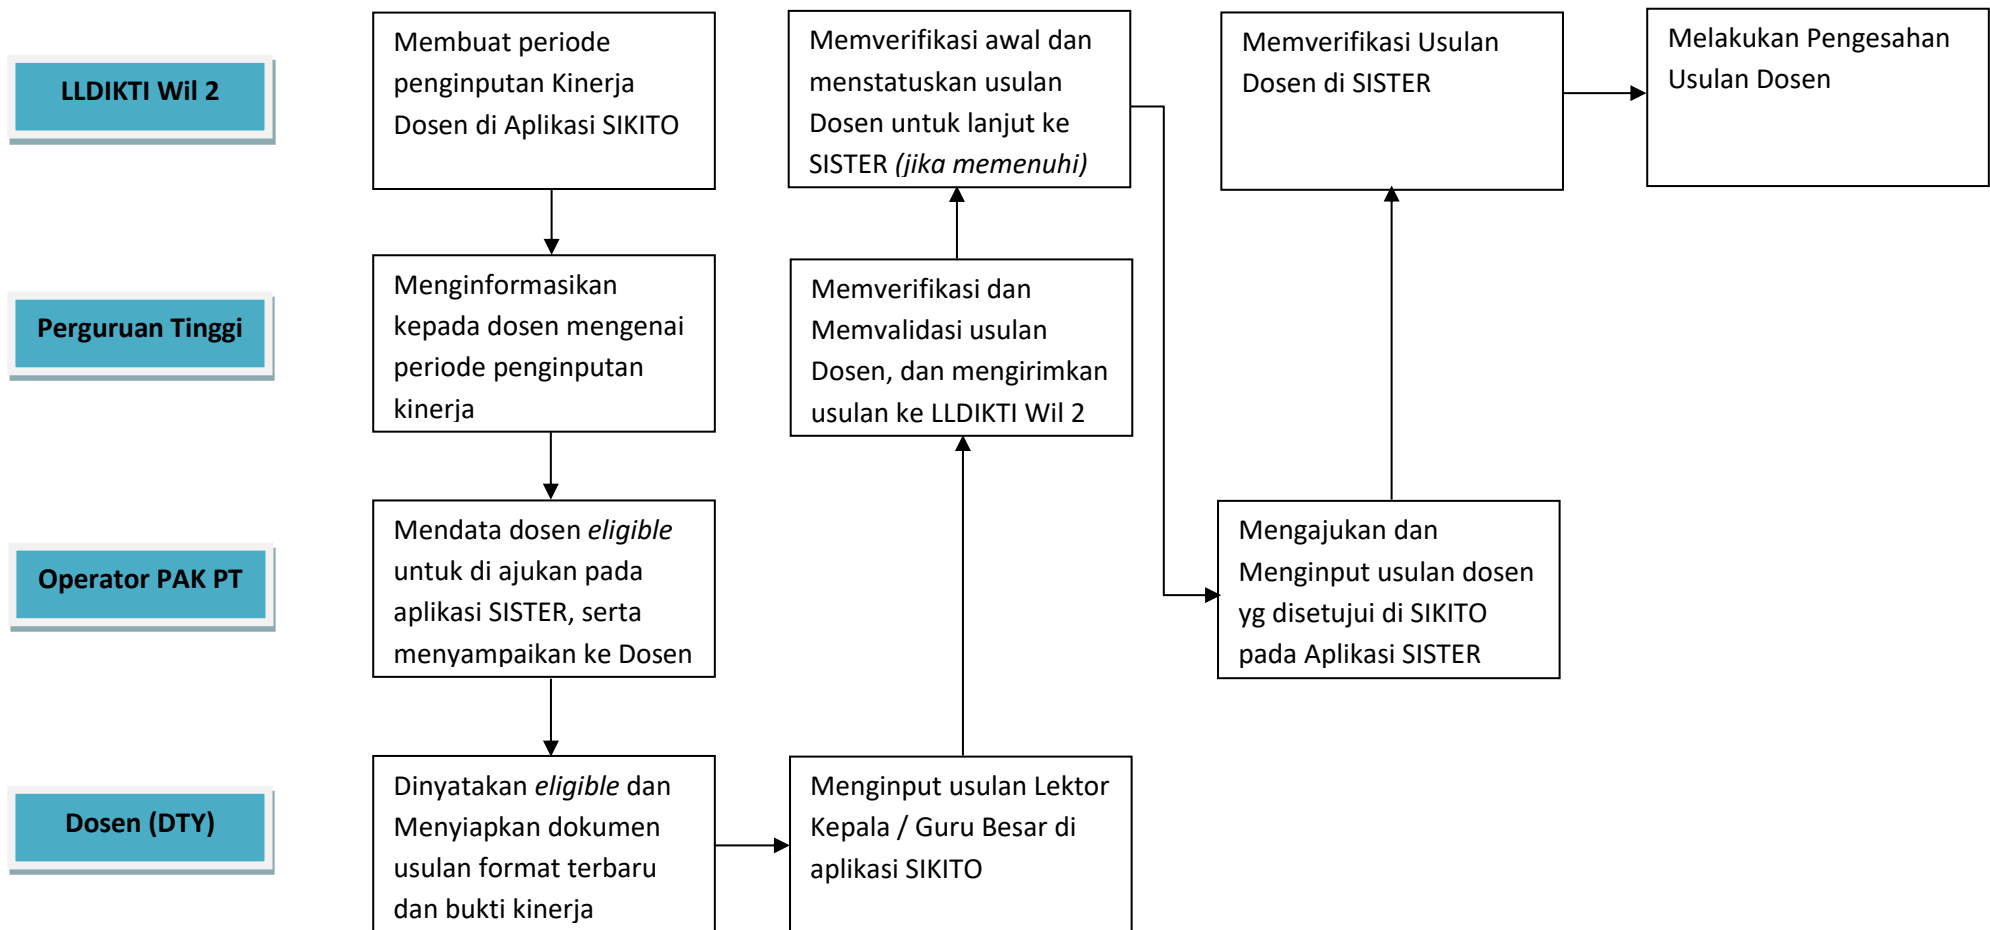 LLDIKTI Wil 2
Membuat periode
penginputan Kinerja
Dosen di Aplikasi SIKITO
Memverifikasi awal dan
menstatuskan usulan
Dosen untuk lanjut ke
SISTER (jika memenuhi)
Memverifikasi Usulan
Dosen di SISTER
Melakukan Pengesahan
Usulan Dosen
Perguruan Tinggi
Menginformasikan
kepada dosen mengenai
periode penginputan
kinerja
Memverifikasi dan
Memvalidasi usulan
Dosen, dan mengirimkan
usulan ke LLDIKTI Wil 2
Operator PAK PT
Mendata dosen eligible
untuk di ajukan pada
aplikasi SISTER, serta
menyampaikan ke Dosen
Mengajukan dan
Menginput usulan dosen
yg disetujui di SIKITO
pada Aplikasi SISTER
Dosen (DTY)
Dinyatakan eligible dan
Menyiapkan dokumen
usulan format terbaru
dan bukti kinerja
Menginput usulan Lektor
Kepala / Guru Besar di
aplikasi SIKITO